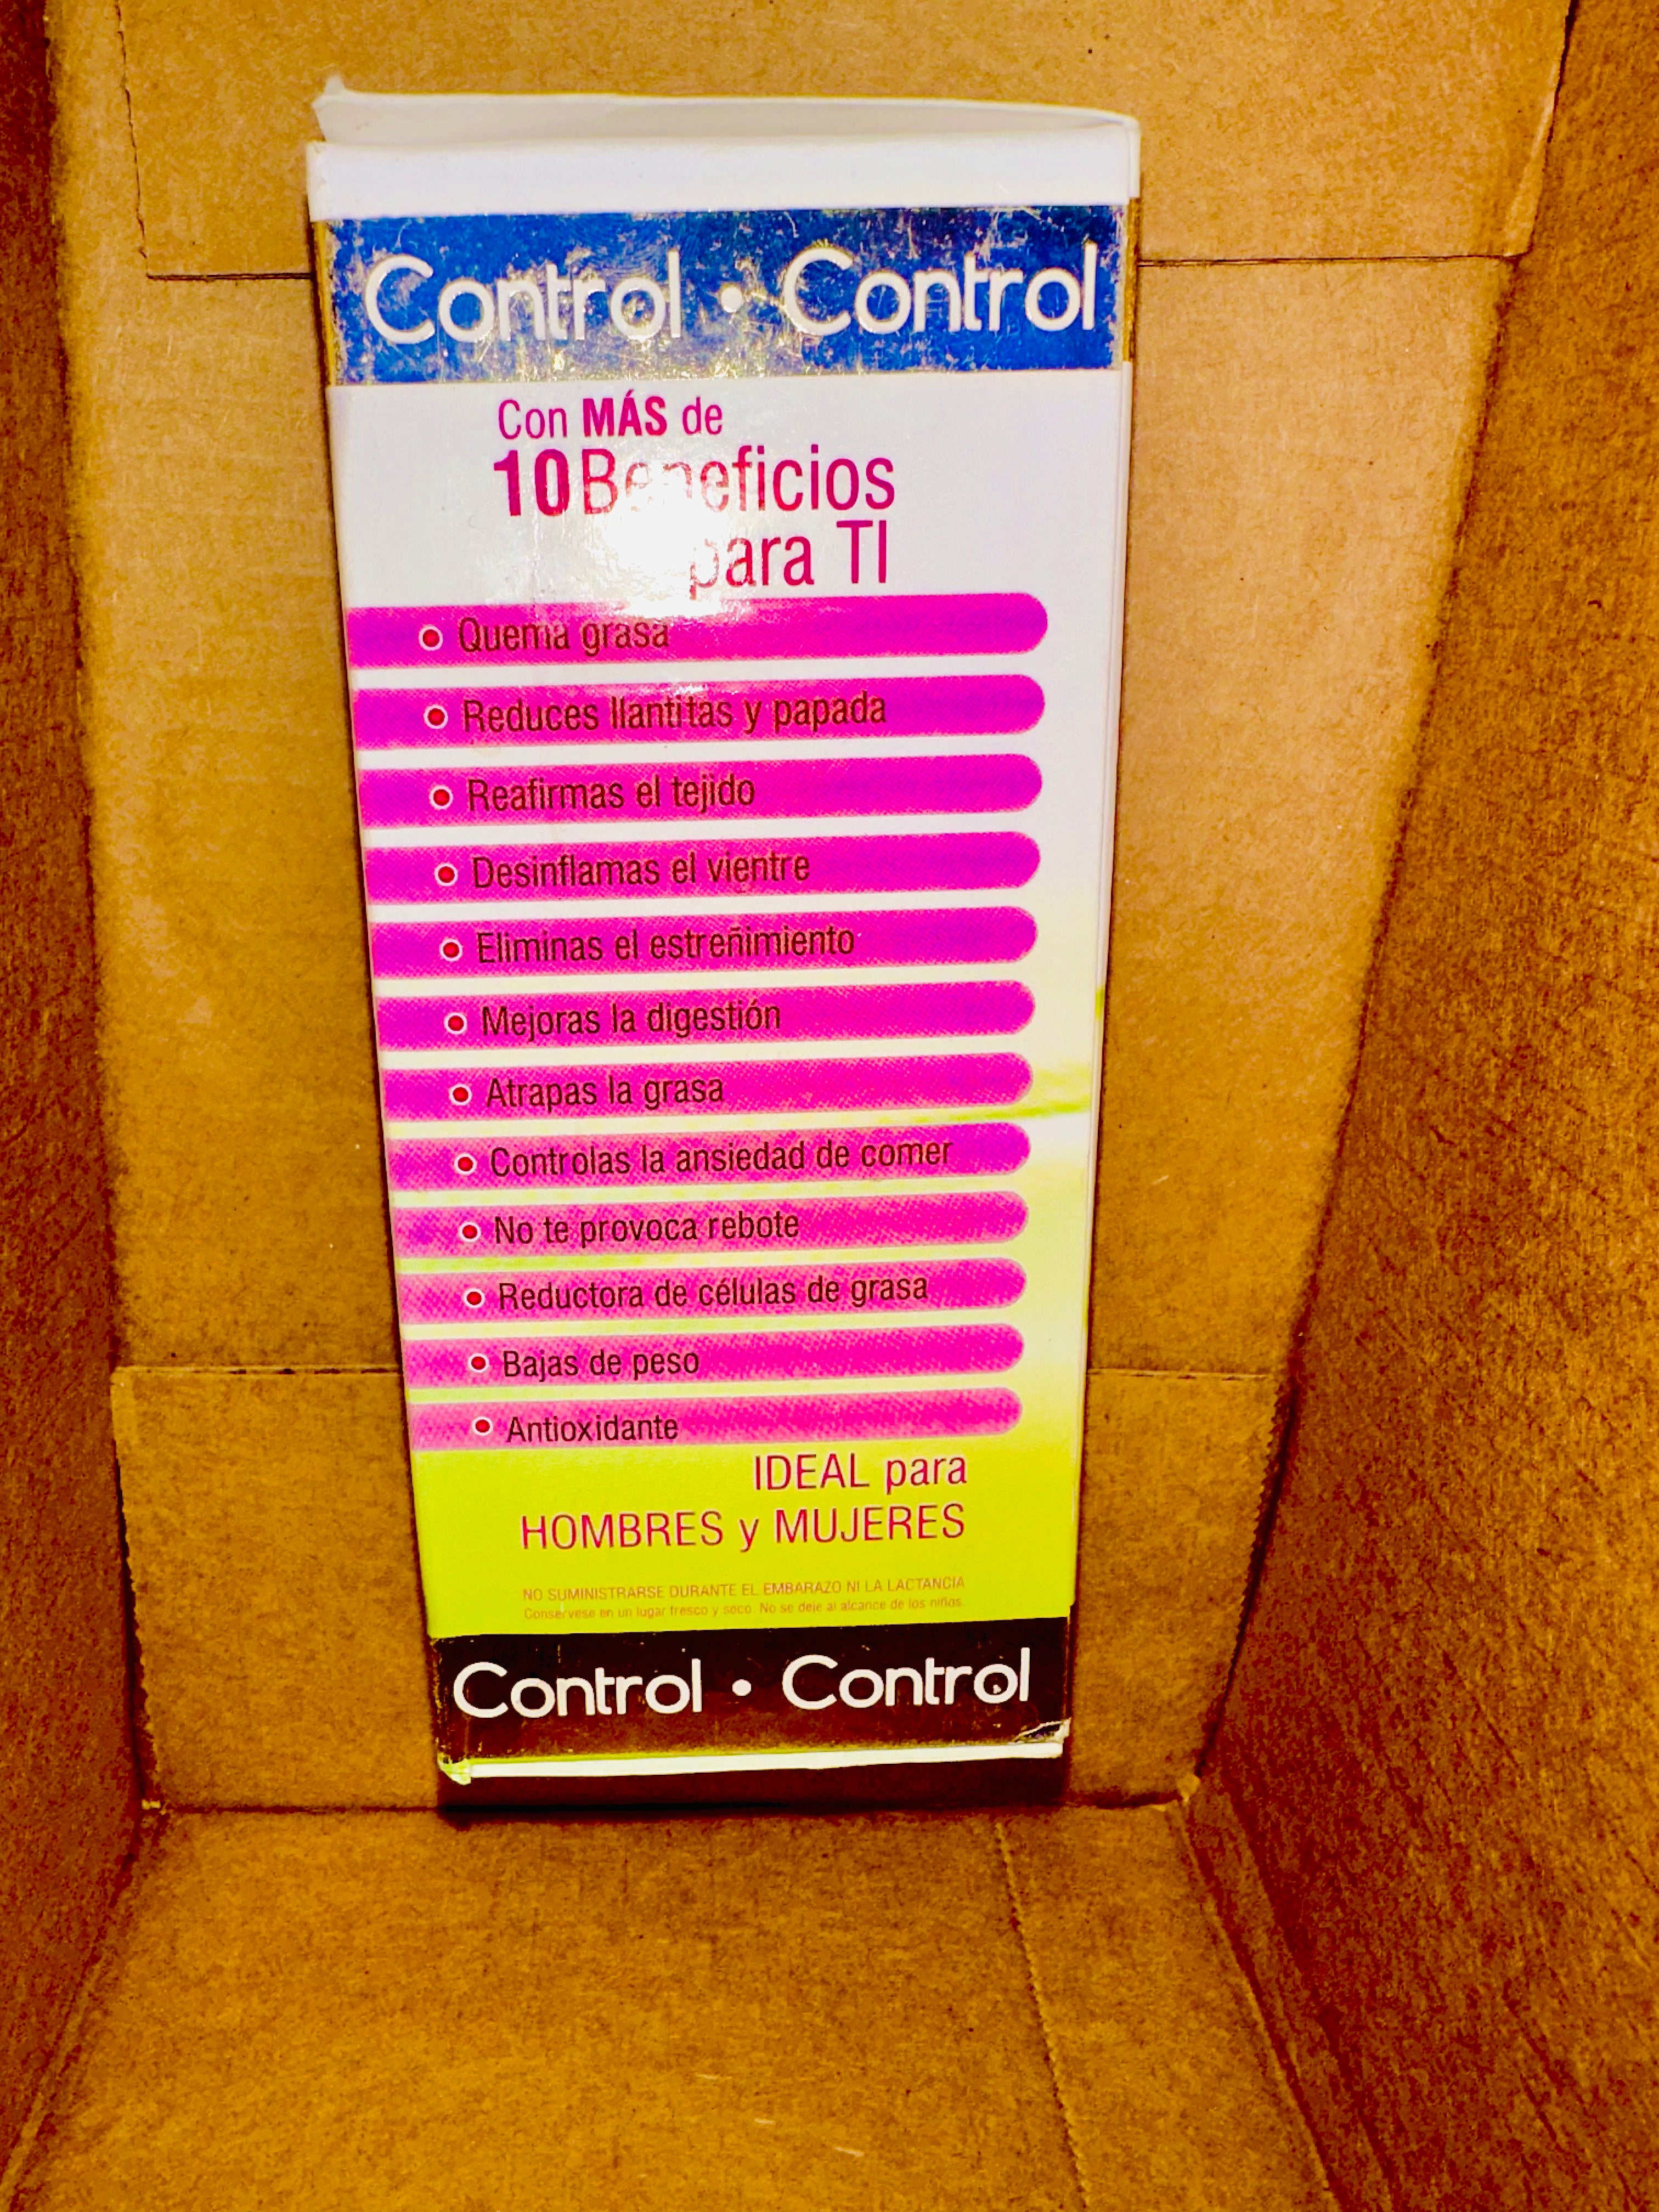 Control • Control
Con MÁS de
10 Beneficios
para TI
Quema grasa
Reduces llantitas y papada
Reafirmas el tejido
Desinflamas el vientre
Eliminas el estreñimiento
Mejoras la digestión
Atrapas la grasa
Controlas la ansiedad de comer
No te provoca rebote
Reductora de células de grasa
Bajas de peso
Antioxidante
IDEAL para
HOMBRES y MUJERES
NO SUMINISTRARSE DURANTE EL EMBARAZO NI LA LACTANCIA
Consérvese en un lugar fresco y seco. No se deje al alcance de los niños.
Control • Control